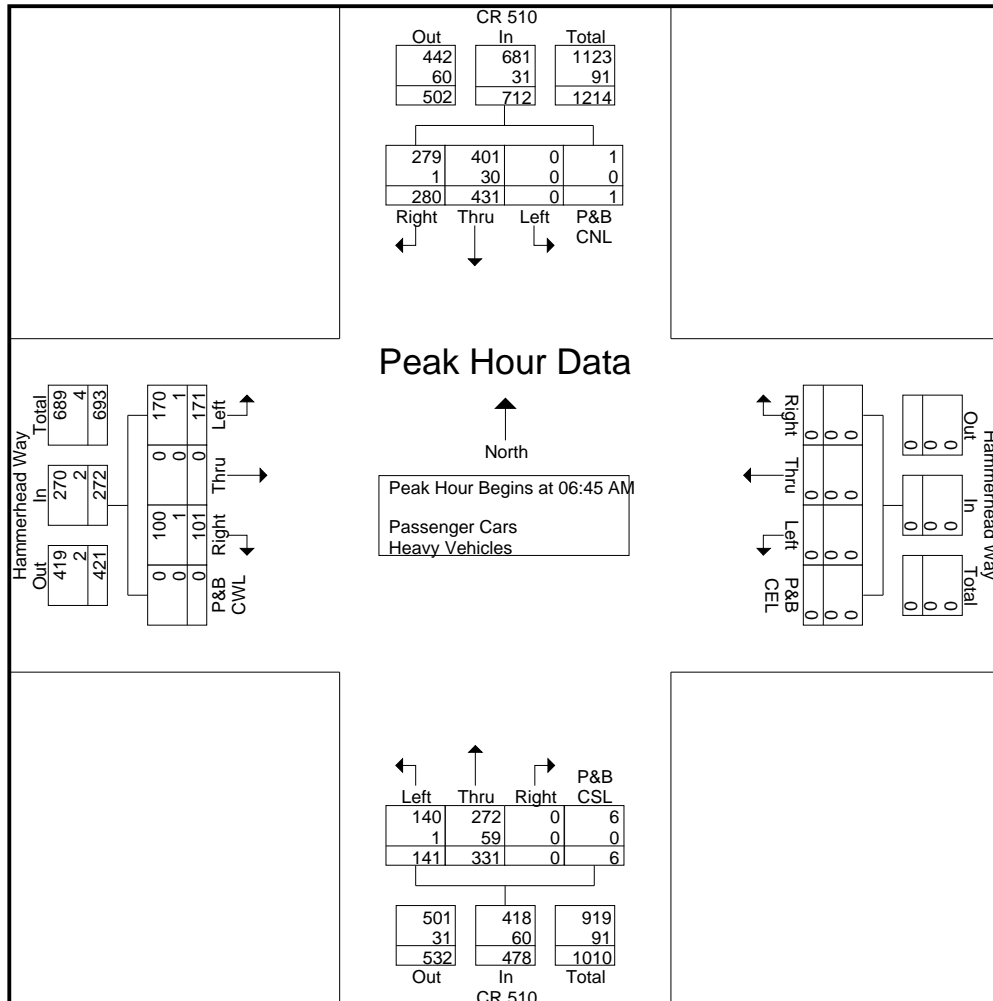 CR 510
Out In Total
442 681 1123
60 31 91
502 712 1214
279 401 0 1
1 30 0 0
280 431 0 1
Right Thru Left P&B
CNL
Peak Hour Data
North
Peak Hour Begins at 06:45 AM
Passenger Cars
Heavy Vehicles
Hammerhead Way
Out In Total
419 270 689
2 2 4
421 272 693
P&B CWL Right Thru Left
0 100 0 170
0 1 0 1
0 101 0 171
Hammerhead Way
Out In Total
0 0 0
0 0 0
0 0 0
Right Thru Left P&B
CEL
0 0 0 0
0 0 0 0
0 0 0 0
P&B
Left Thru Right CSL
140 272 0 6
1 59 0 0
141 331 0 6
501 418 919
31 60 91
532 478 1010
Out In Total
CR 510